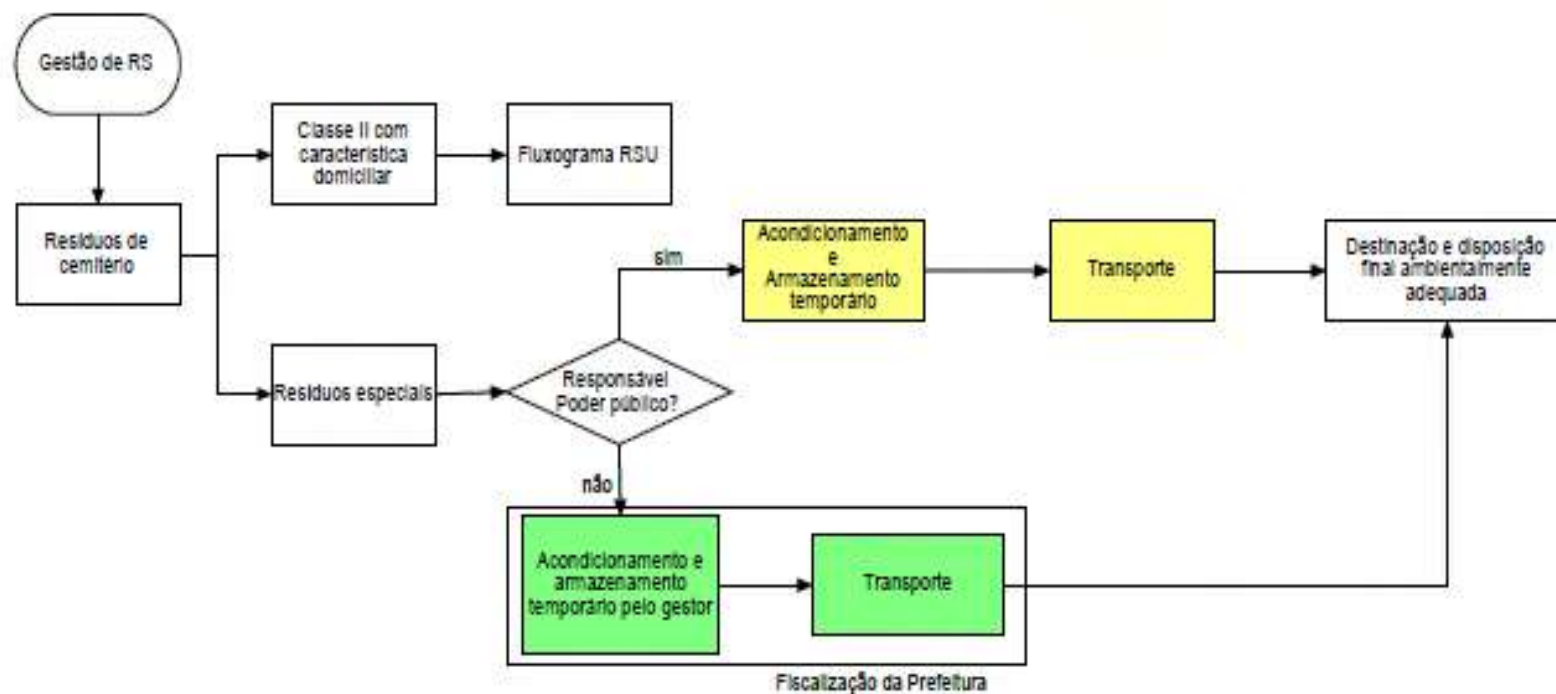 Gestão de RS
Classe II com
característica
domiciliar
Fluxograma RSU
Resíduos de
cemitério
sim
Acondicionamento
e
Armazenamento
temporário
Transporte
Destinação e disposição
final ambientalmente
adequada
Resíduos especiais
Responsável
Poder público?
não
Acondicionamento e
armazenamento
temporário pelo gestor
Transporte
Fiscalização da Prefeitura